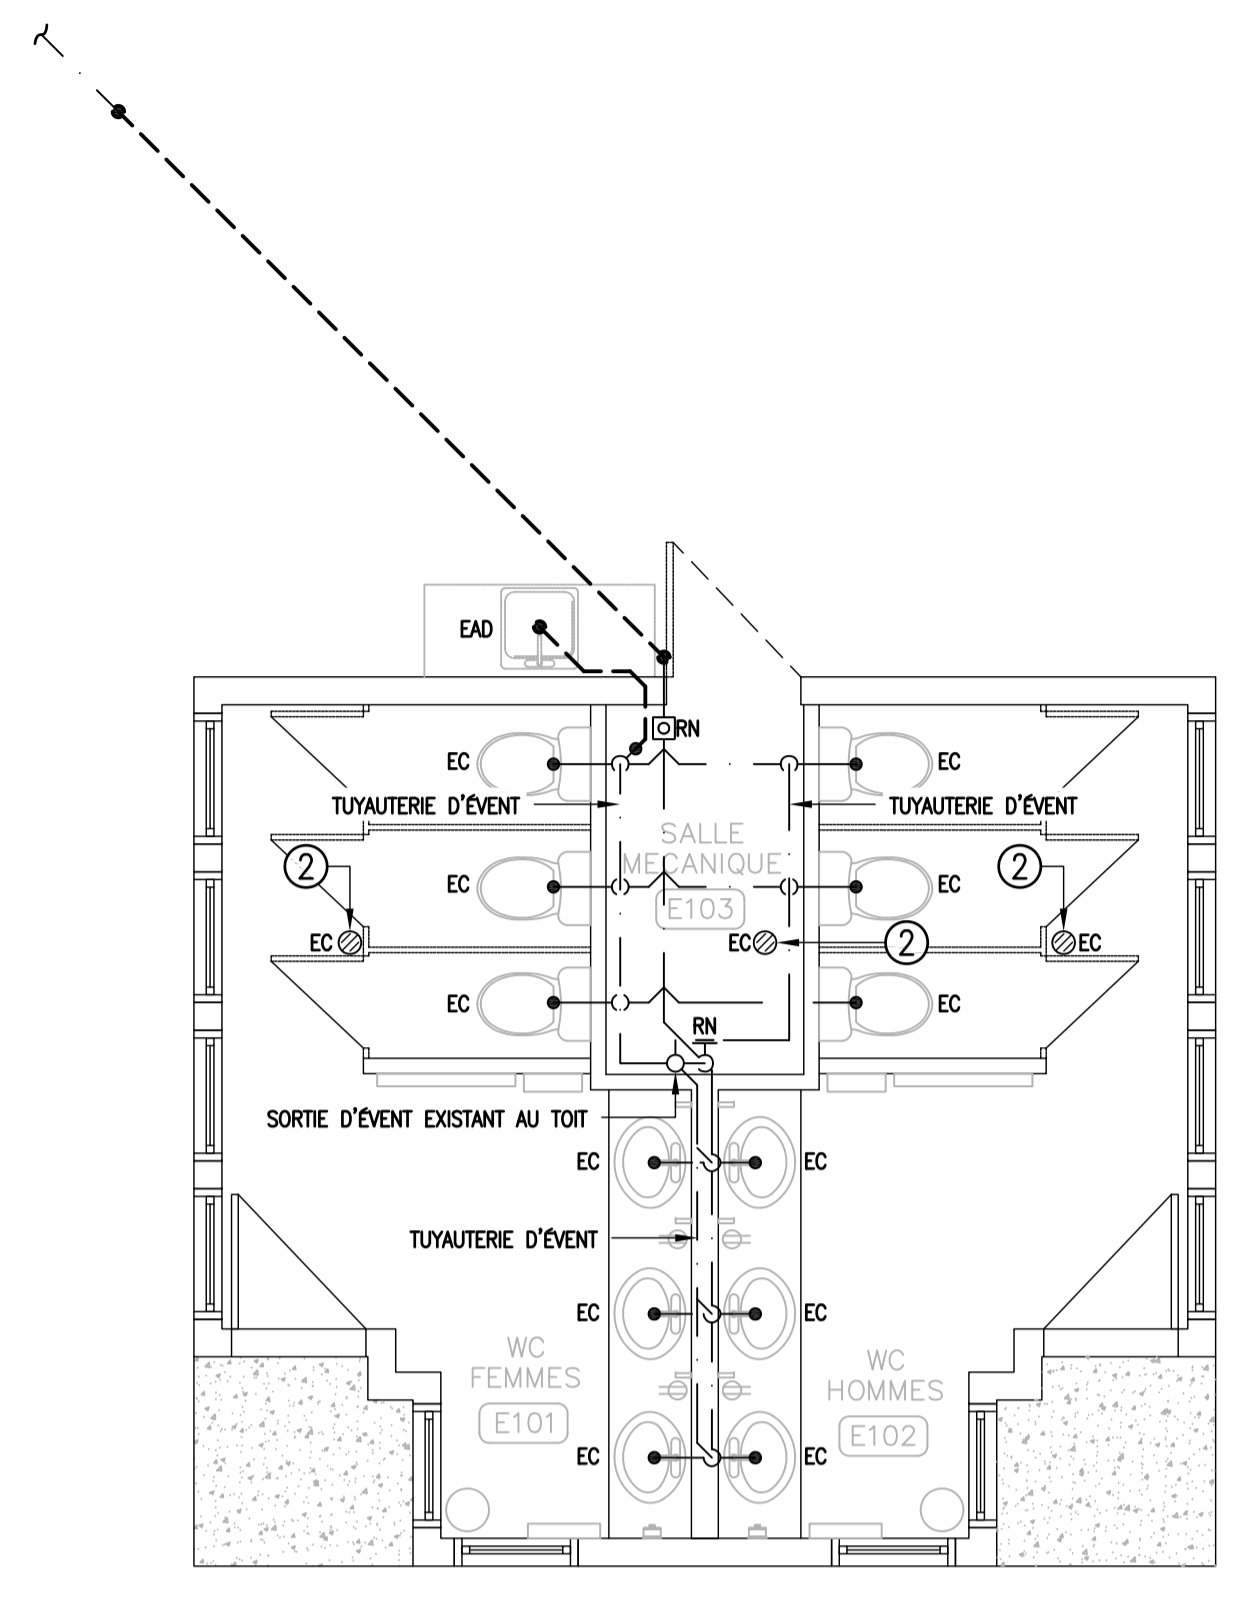 EAD
RN
EC
EC
TUYAUTERIE D'ÉVENT
TUYAUTERIE D'ÉVENT
SALLE
MECANIQUE
E103
2
2
EC
EC
EC
EC
2
EC
EC
EC
RN
SORTIE D'ÉVENT EXISTANT AU TOIT
EC
EC
TUYAUTERIE D'ÉVENT
EC
EC
WC
FEMMES
E101
WC
HOMMES
E102
EC
EC